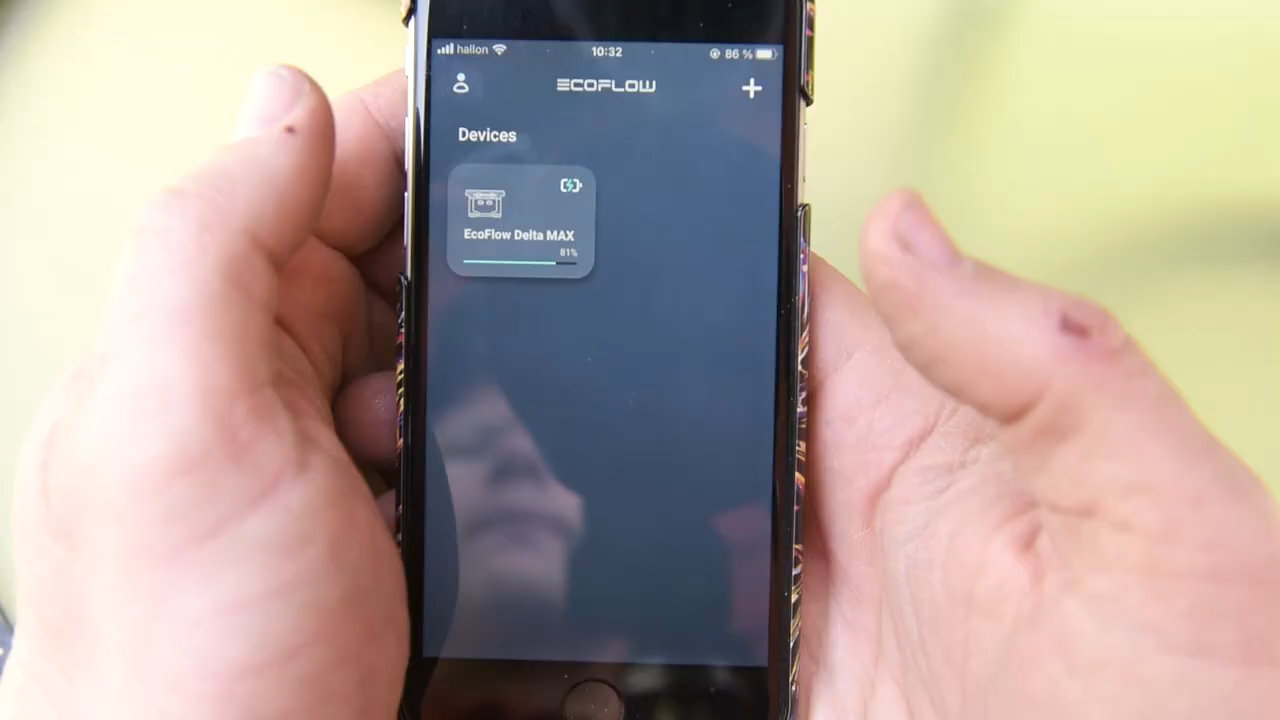 hallon 10:32 86 %
ECOFLOW
Devices
EcoFlow Delta MAX
81%